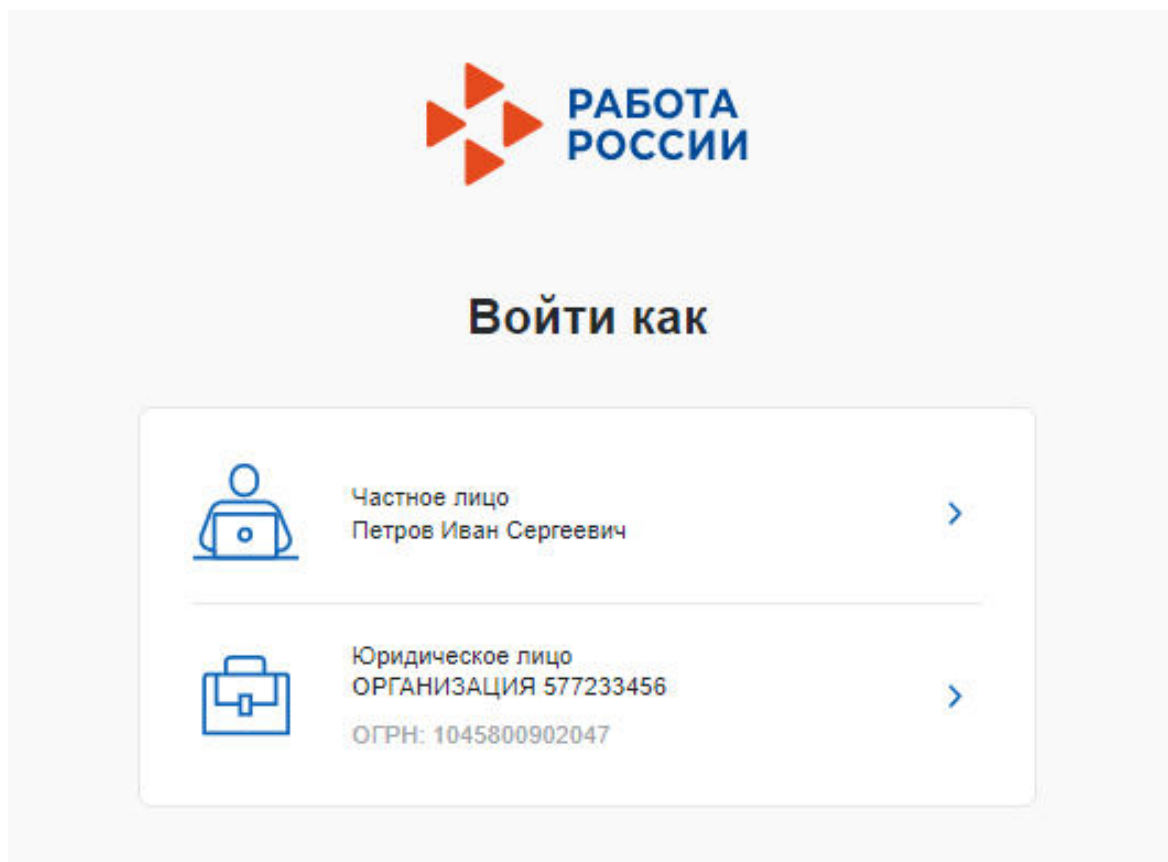 РАБОТА
РОССИИ
Войти как
Частное лицо
Петров Иван Сергеевич
Юридическое лицо
ОРГАНИЗАЦИЯ 577233456
ОГРН: 1045800902047